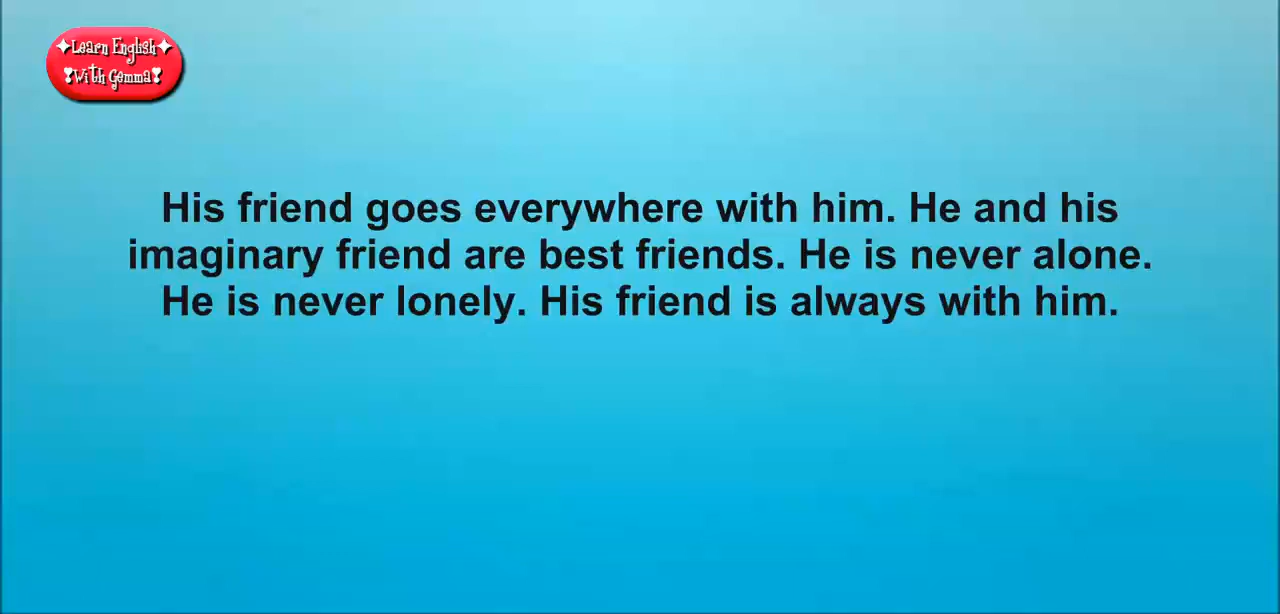 ✦Learn English✦
❣With Gemma❣
His friend goes everywhere with him. He and his
imaginary friend are best friends. He is never alone.
He is never lonely. His friend is always with him.